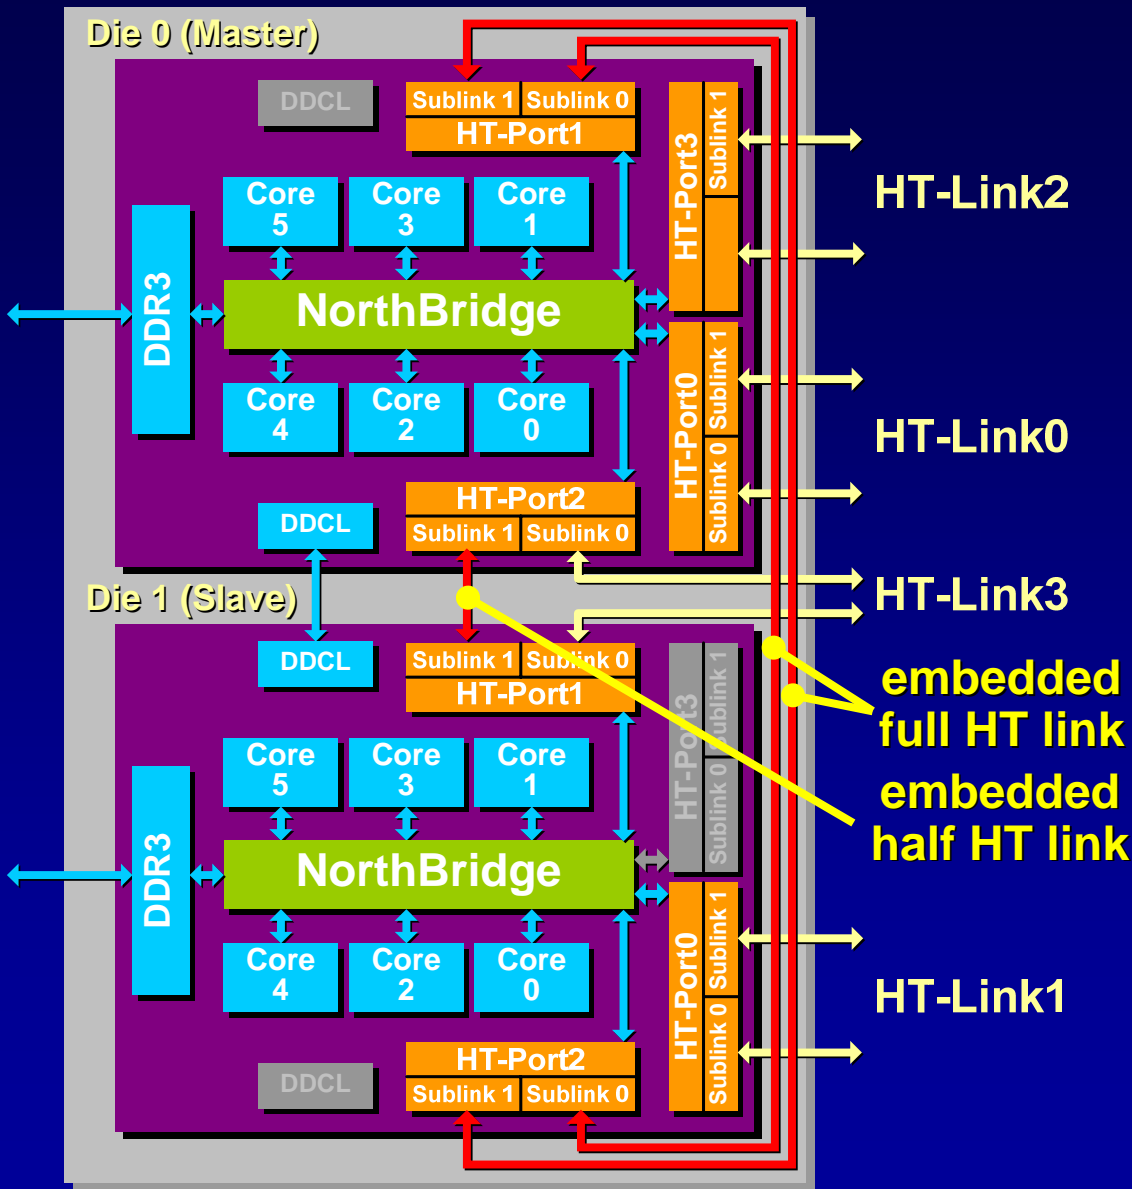 Die 0 (Master)
DDCL
Sublink 1 Sublink 0
HT-Port1
HT-Port3
Sublink 1
HT-Link2
Core 5
Core 3
Core 1
DDR3
NorthBridge
Core 4
Core 2
Core 0
HT-Port0
Sublink 1
Sublink 0
HT-Link0
DDCL
HT-Port2
Sublink 1 Sublink 0
HT-Link3
Die 1 (Slave)
DDCL
Sublink 1 Sublink 0
HT-Port1
HT-Port3
Sublink 1
Sublink 0
embedded
full HT link
embedded
half HT link
Core 5
Core 3
Core 1
DDR3
NorthBridge
Core 4
Core 2
Core 0
HT-Port0
Sublink 1
Sublink 0
HT-Link1
DDCL
HT-Port2
Sublink 1 Sublink 0